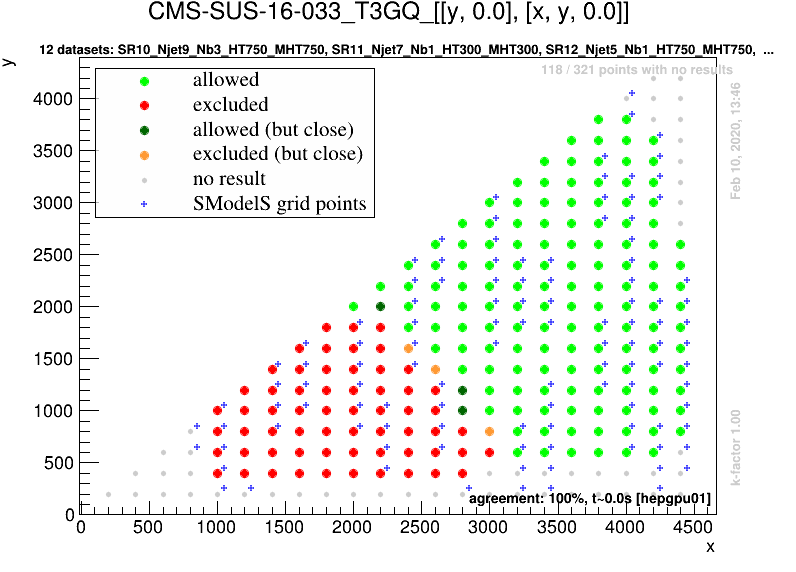 CMS-SUS-16-033_T3GQ_[[y, 0.0], [x, y, 0.0]]
12 datasets: SR10_Njet9_Nb3_HT750_MHT750, SR11_Njet7_Nb1_HT300_MHT300, SR12_Njet5_Nb1_HT750_MHT750, ...
118 / 321 points with no results
y
allowed
excluded
allowed (but close)
excluded (but close)
no result
SModelS grid points
4000
3500
3000
2500
2000
1500
1000
500
0
Feb 10, 2020, 13:46
k-factor 1.00
agreement: 100%, t~0.0s [hepgpu01]
0 500 1000 1500 2000 2500 3000 3500 4000 4500
x